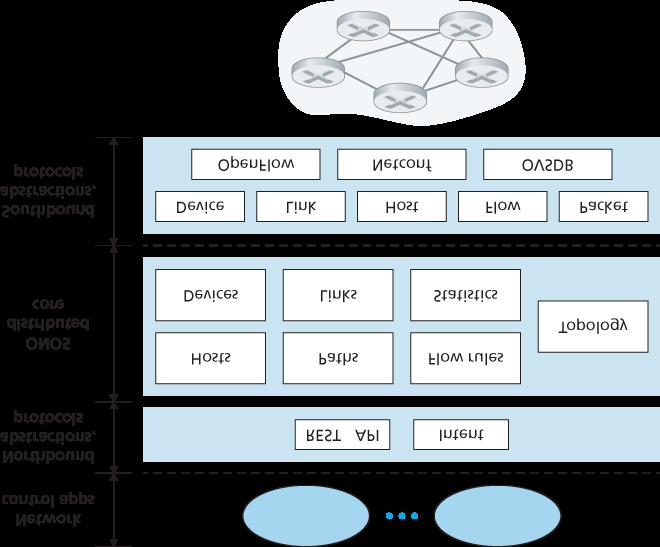 Network
control apps
Northbound
abstractions,
protocols
REST API
Intent
ONOS
distributed
core
Hosts
Paths
Flow rules
Topology
Devices
Links
Statistics
Southbound
abstractions,
protocols
Device
Link
Host
Flow
Packet
OpenFlow
Netconf
OVSDB